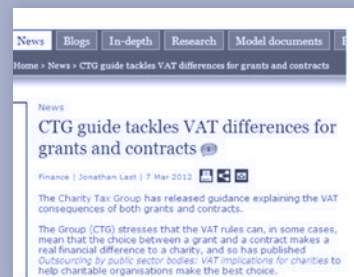 News Blogs In-depth Research Model documents
Home > News > CTG guide tackles VAT differences for grants and contracts
News
CTG guide tackles VAT differences for
grants and contracts
Finance | Jonathan Last | 7 Mar 2012
The Charity Tax Group has released guidance explaining the VAT
consequences of both grants and contracts.
The Group (CTG) stresses that the VAT rules can, in some cases,
mean that the choice between a grant and a contract makes a
real financial difference to a charity, and so has published
Outsourcing by public sector bodies: VAT implications for charities to
help charitable organisations make the best choice.